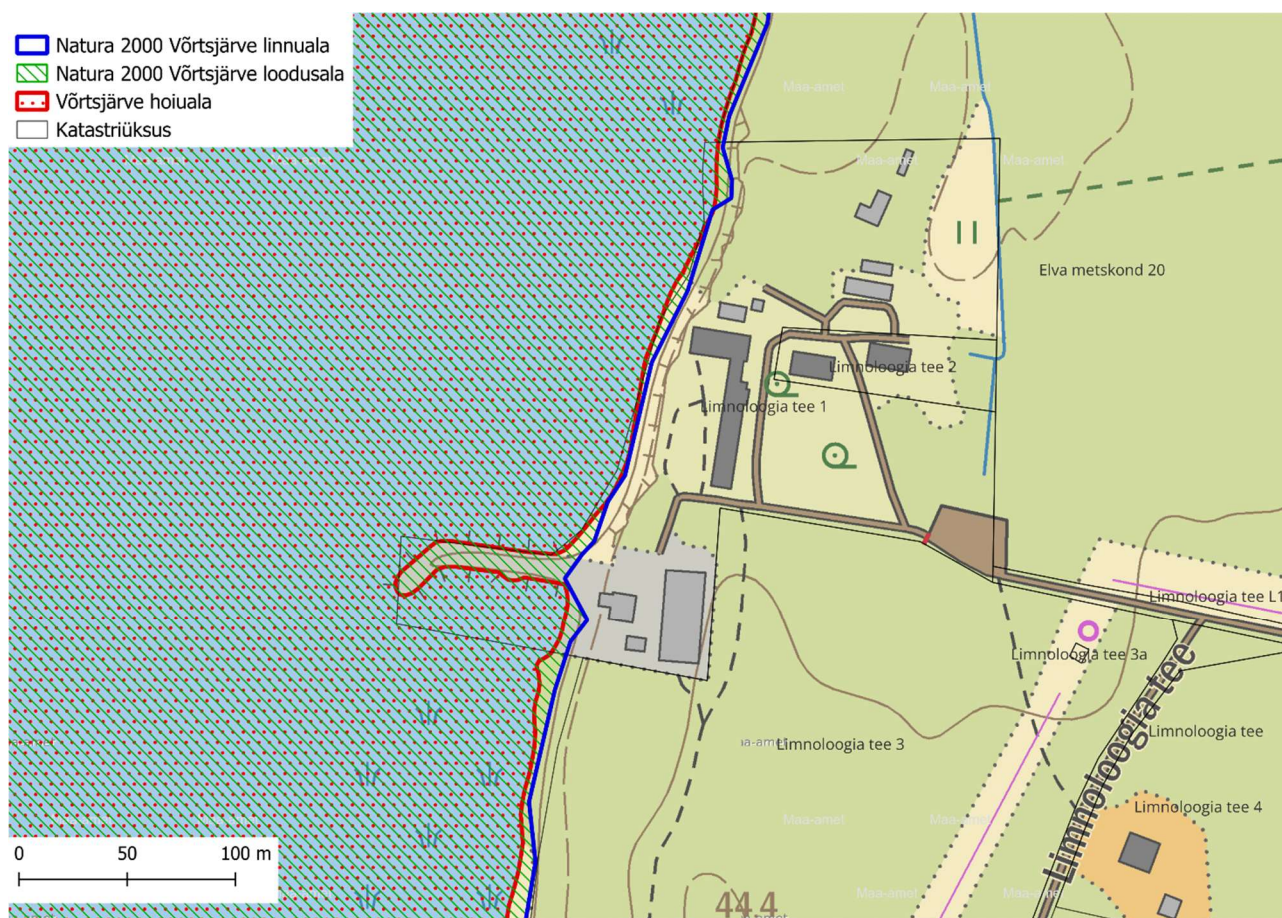 Natura 2000 Võrtsjärve linnuala
Natura 2000 Võrtsjärve loodusala
Võrtsjärve hoiuala
Katastriüksus
Maa-amet
Maa-amet
Maa-amet
Maa-amet
Elva metskond 20
Limnoloogia tee 2
Limnoloogia tee 1
Limnoloogia tee L1
Limnoloogia tee 3a
Limnoloogia tee
Limnoloogia tee
Limnoloogia tee 3
Limnoloogia tee 4
Maa-amet
Maa-amet
Maa-amet
Maa-amet
0 50 100 m
444